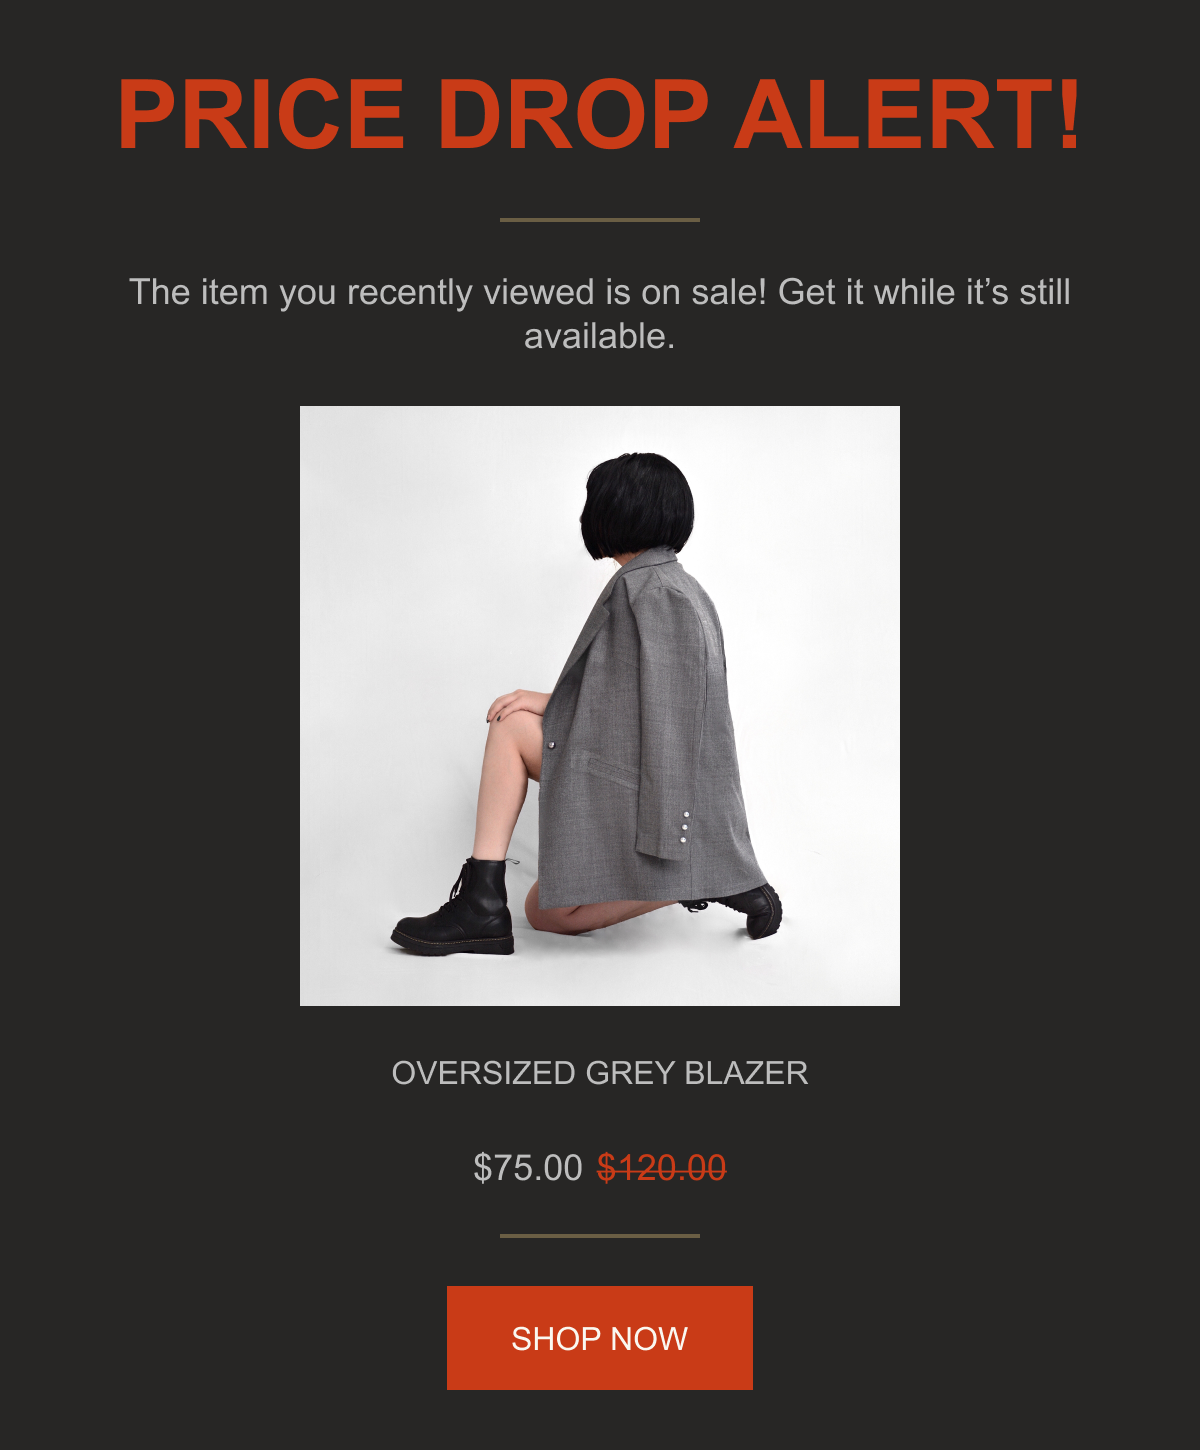 PRICE DROP ALERT!
The item you recently viewed is on sale! Get it while it’s still
available.
OVERSIZED GREY BLAZER
$75.00 $120.00
SHOP NOW